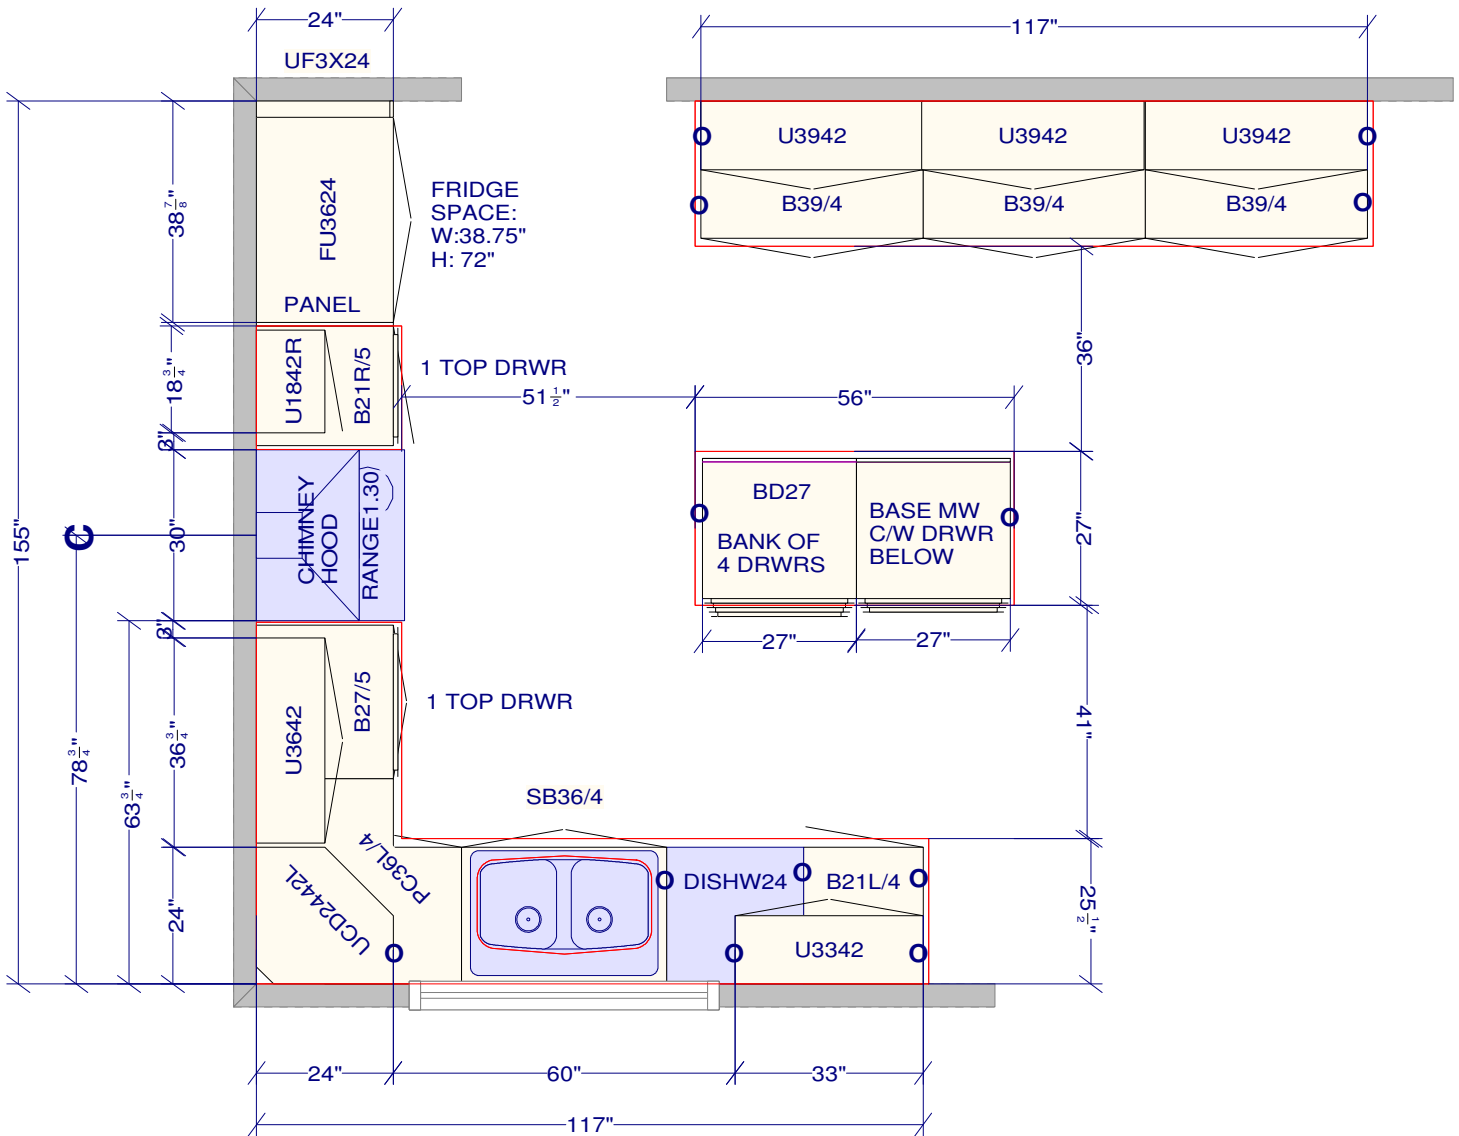 24"
117"
UF3X24
U3942
U3942
U3942
B39/4
B39/4
B39/4
FRIDGE
SPACE:
W:38.75"
H: 72"
FU3624
PANEL
38 7/8"
18 3/4"
3"
30"
3"
36 3/4"
24"
155"
C
78 3/4"
63 3/4"
U1842R
B21R/5
1 TOP DRWR
51 1/2"
56"
36"
CHIMNEY
HOOD
RANGE1.30
BD27
BANK OF
4 DRWRS
BASE MW
C/W DRWR
BELOW
27"
27"
27"
41"
U3642
B27/5
1 TOP DRWR
SB36/4
PC36L/4
UCD2442L
DISHW24
B21L/4
U3342
25 1/2"
24"
60"
33"
117"
O
O
O
O
O
O
O
O
O
O
O
O